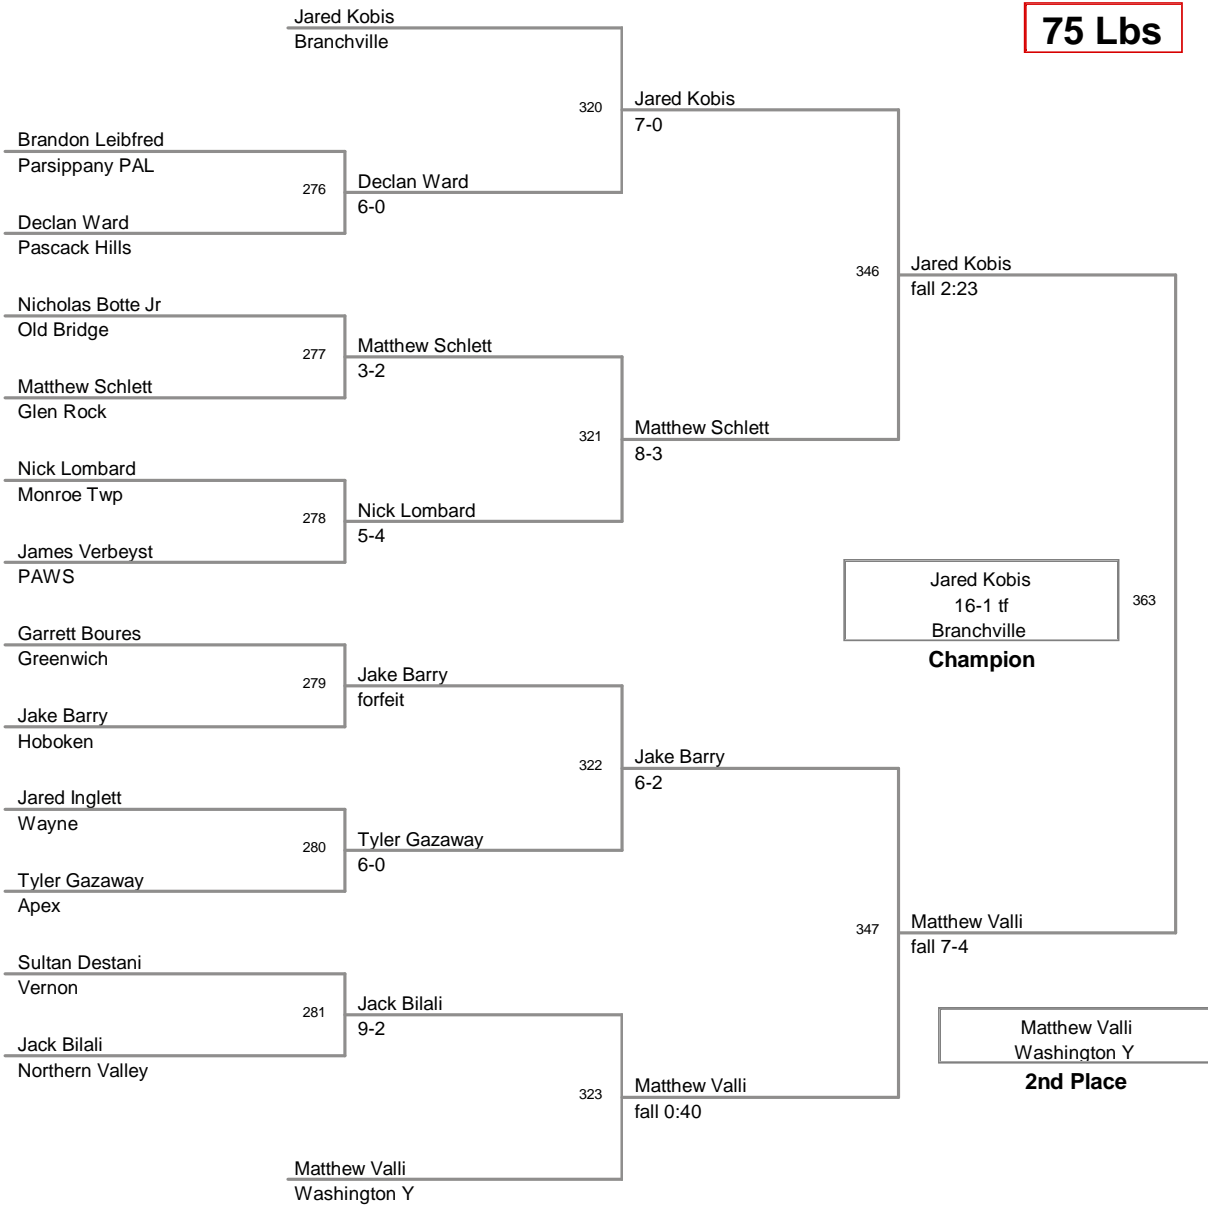 Jared Kobis
Branchville
75 Lbs
320
Jared Kobis
7-0
Brandon Leibfred
Parsippany PAL
276
Declan Ward
6-0
Declan Ward
Pascack Hills
346
Jared Kobis
fall 2:23
Nicholas Botte Jr
Old Bridge
277
Matthew Schlett
3-2
Matthew Schlett
Glen Rock
321
Matthew Schlett
8-3
Nick Lombard
Monroe Twp
278
Nick Lombard
5-4
James Verbeyst
PAWS
Jared Kobis
16-1 tf
Branchville
Champion
363
Garrett Boures
Greenwich
279
Jake Barry
forfeit
Jake Barry
Hoboken
322
Jake Barry
6-2
Jared Inglett
Wayne
280
Tyler Gazaway
6-0
Tyler Gazaway
Apex
347
Matthew Valli
fall 7-4
Sultan Destani
Vernon
281
Jack Bilali
9-2
Jack Bilali
Northern Valley
Matthew Valli
Washington Y
2nd Place
323
Matthew Valli
fall 0:40
Matthew Valli
Washington Y